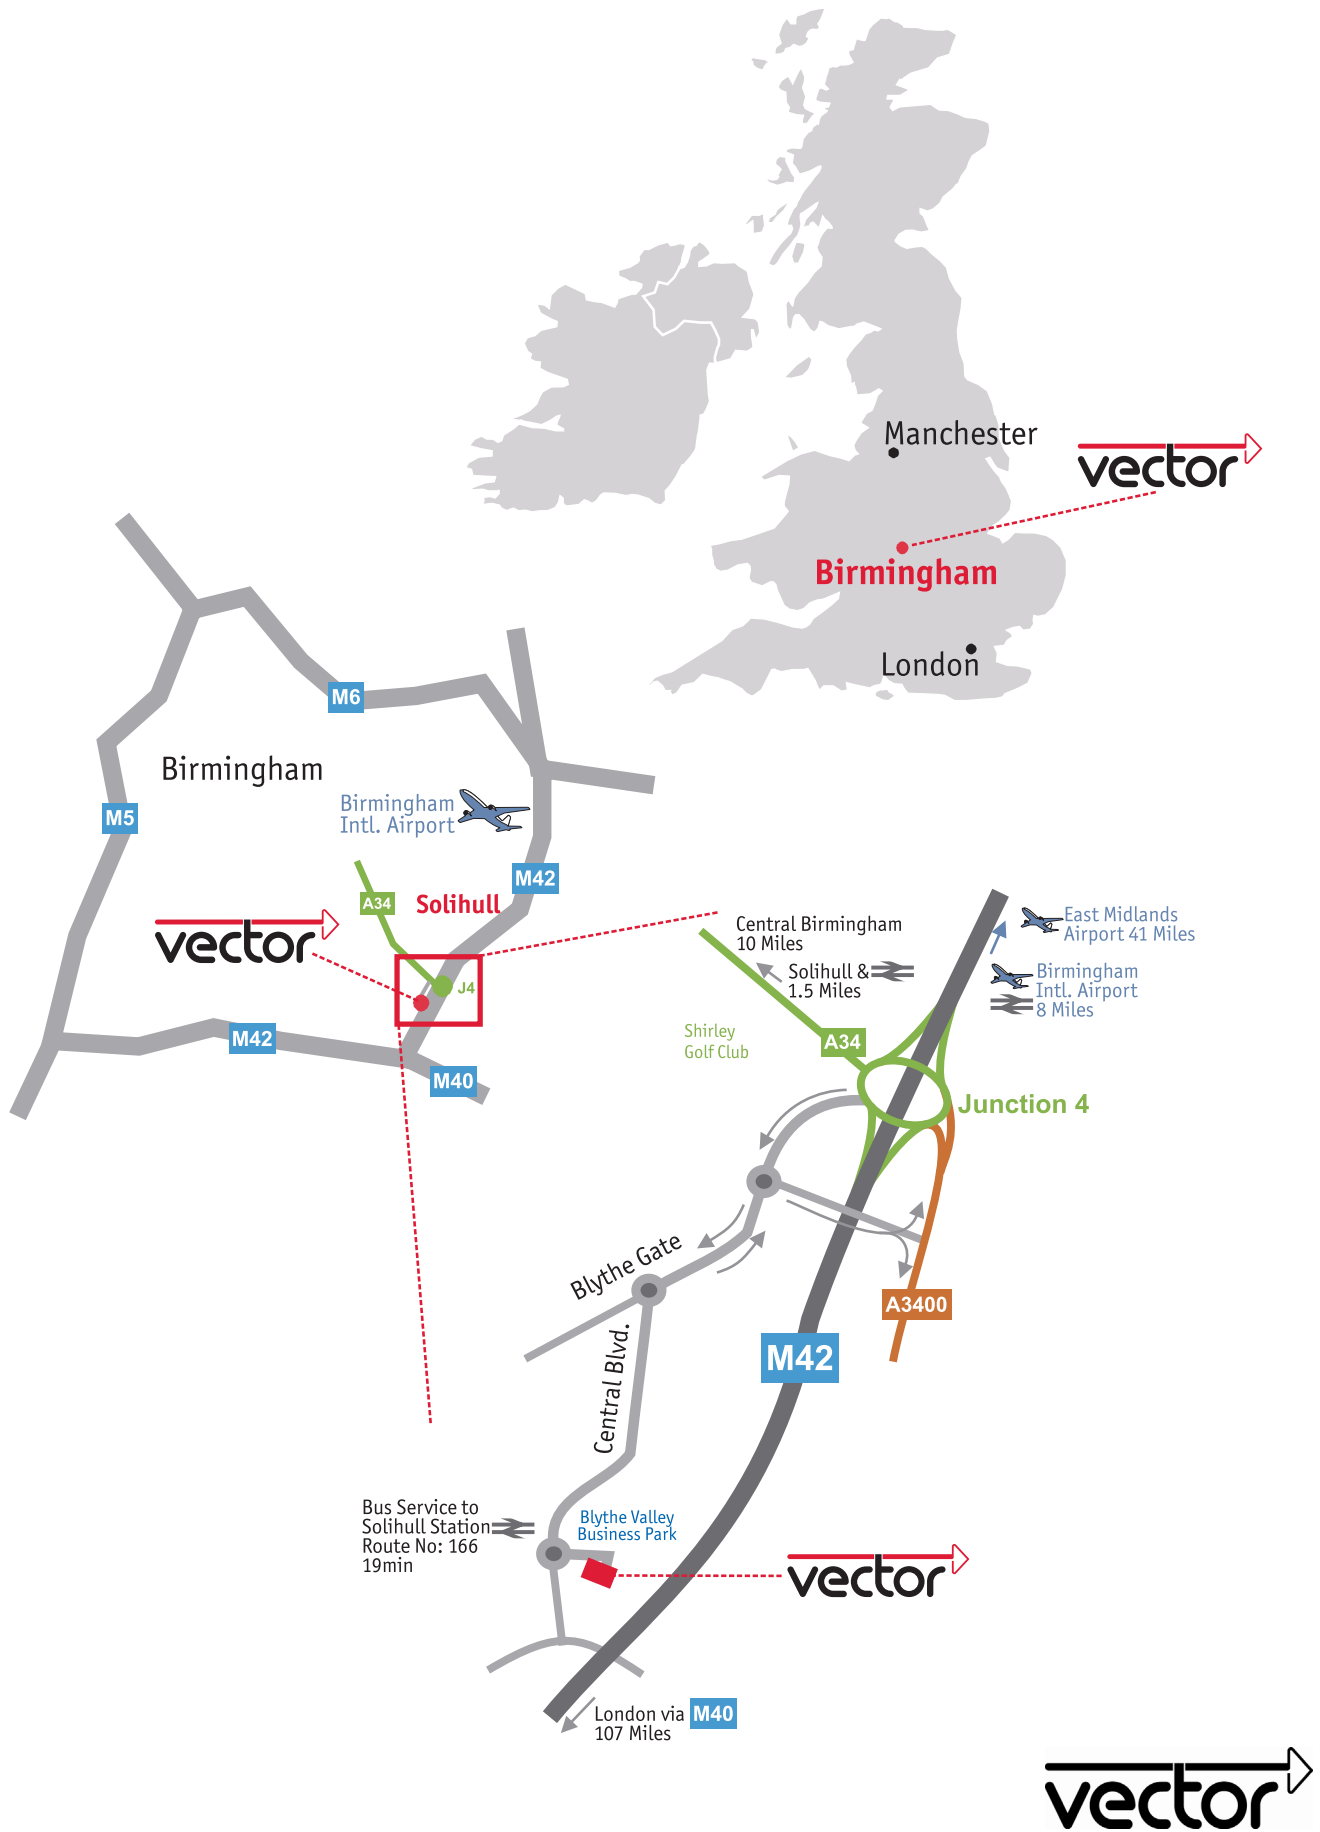 Manchester
vector
Birmingham
London
M6
Birmingham
M5
Birmingham
Intl. Airport
M42
A34
Solihull
vector
J4
M42
M40
Central Birmingham
10 Miles
Solihull &
1.5 Miles
East Midlands
Airport 41 Miles
Birmingham
Intl. Airport
8 Miles
Shirley
Golf Club
A34
Junction 4
Blythe Gate
A3400
Central Blvd.
M42
Bus Service to
Solihull Station
Route No: 166
19min
Blythe Valley
Business Park
vector
London via M40
107 Miles
vector